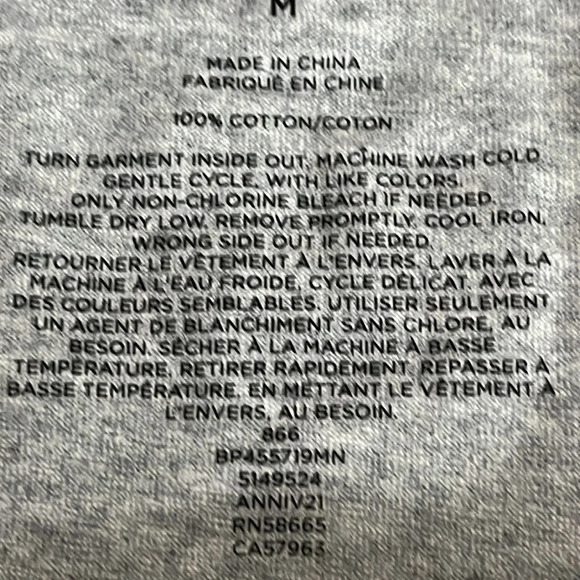 M
MADE IN CHINA
FABRIQUÉ EN CHINE
100% COTTON/COTON
TURN GARMENT INSIDE OUT. MACHINE WASH COLD
GENTLE CYCLE, WITH LIKE COLORS.
ONLY NON-CHLORINE BLEACH IF NEEDED.
TUMBLE DRY LOW. REMOVE PROMPTLY. COOL IRON,
WRONG SIDE OUT IF NEEDED.
RETOURNER LE VÊTEMENT À L'ENVERS. LAVER À LA
MACHINE À L'EAU FROIDE, CYCLE DÉLICAT. AVEC
DES COULEURS SEMBLABLES. UTILISER SEULEMENT
UN AGENT DE BLANCHIMENT SANS CHLORE, AU
BESOIN. SÉCHER À LA MACHINE À BASSE
TEMPÉRATURE, RETIRER RAPIDEMENT. REPASSER À
BASSE TEMPÉRATURE. EN METTANT LE VÊTEMENT À
L'ENVERS, AU BESOIN.
866
BP455719MN
5149524
ANNIV21
RN58665
CA57963